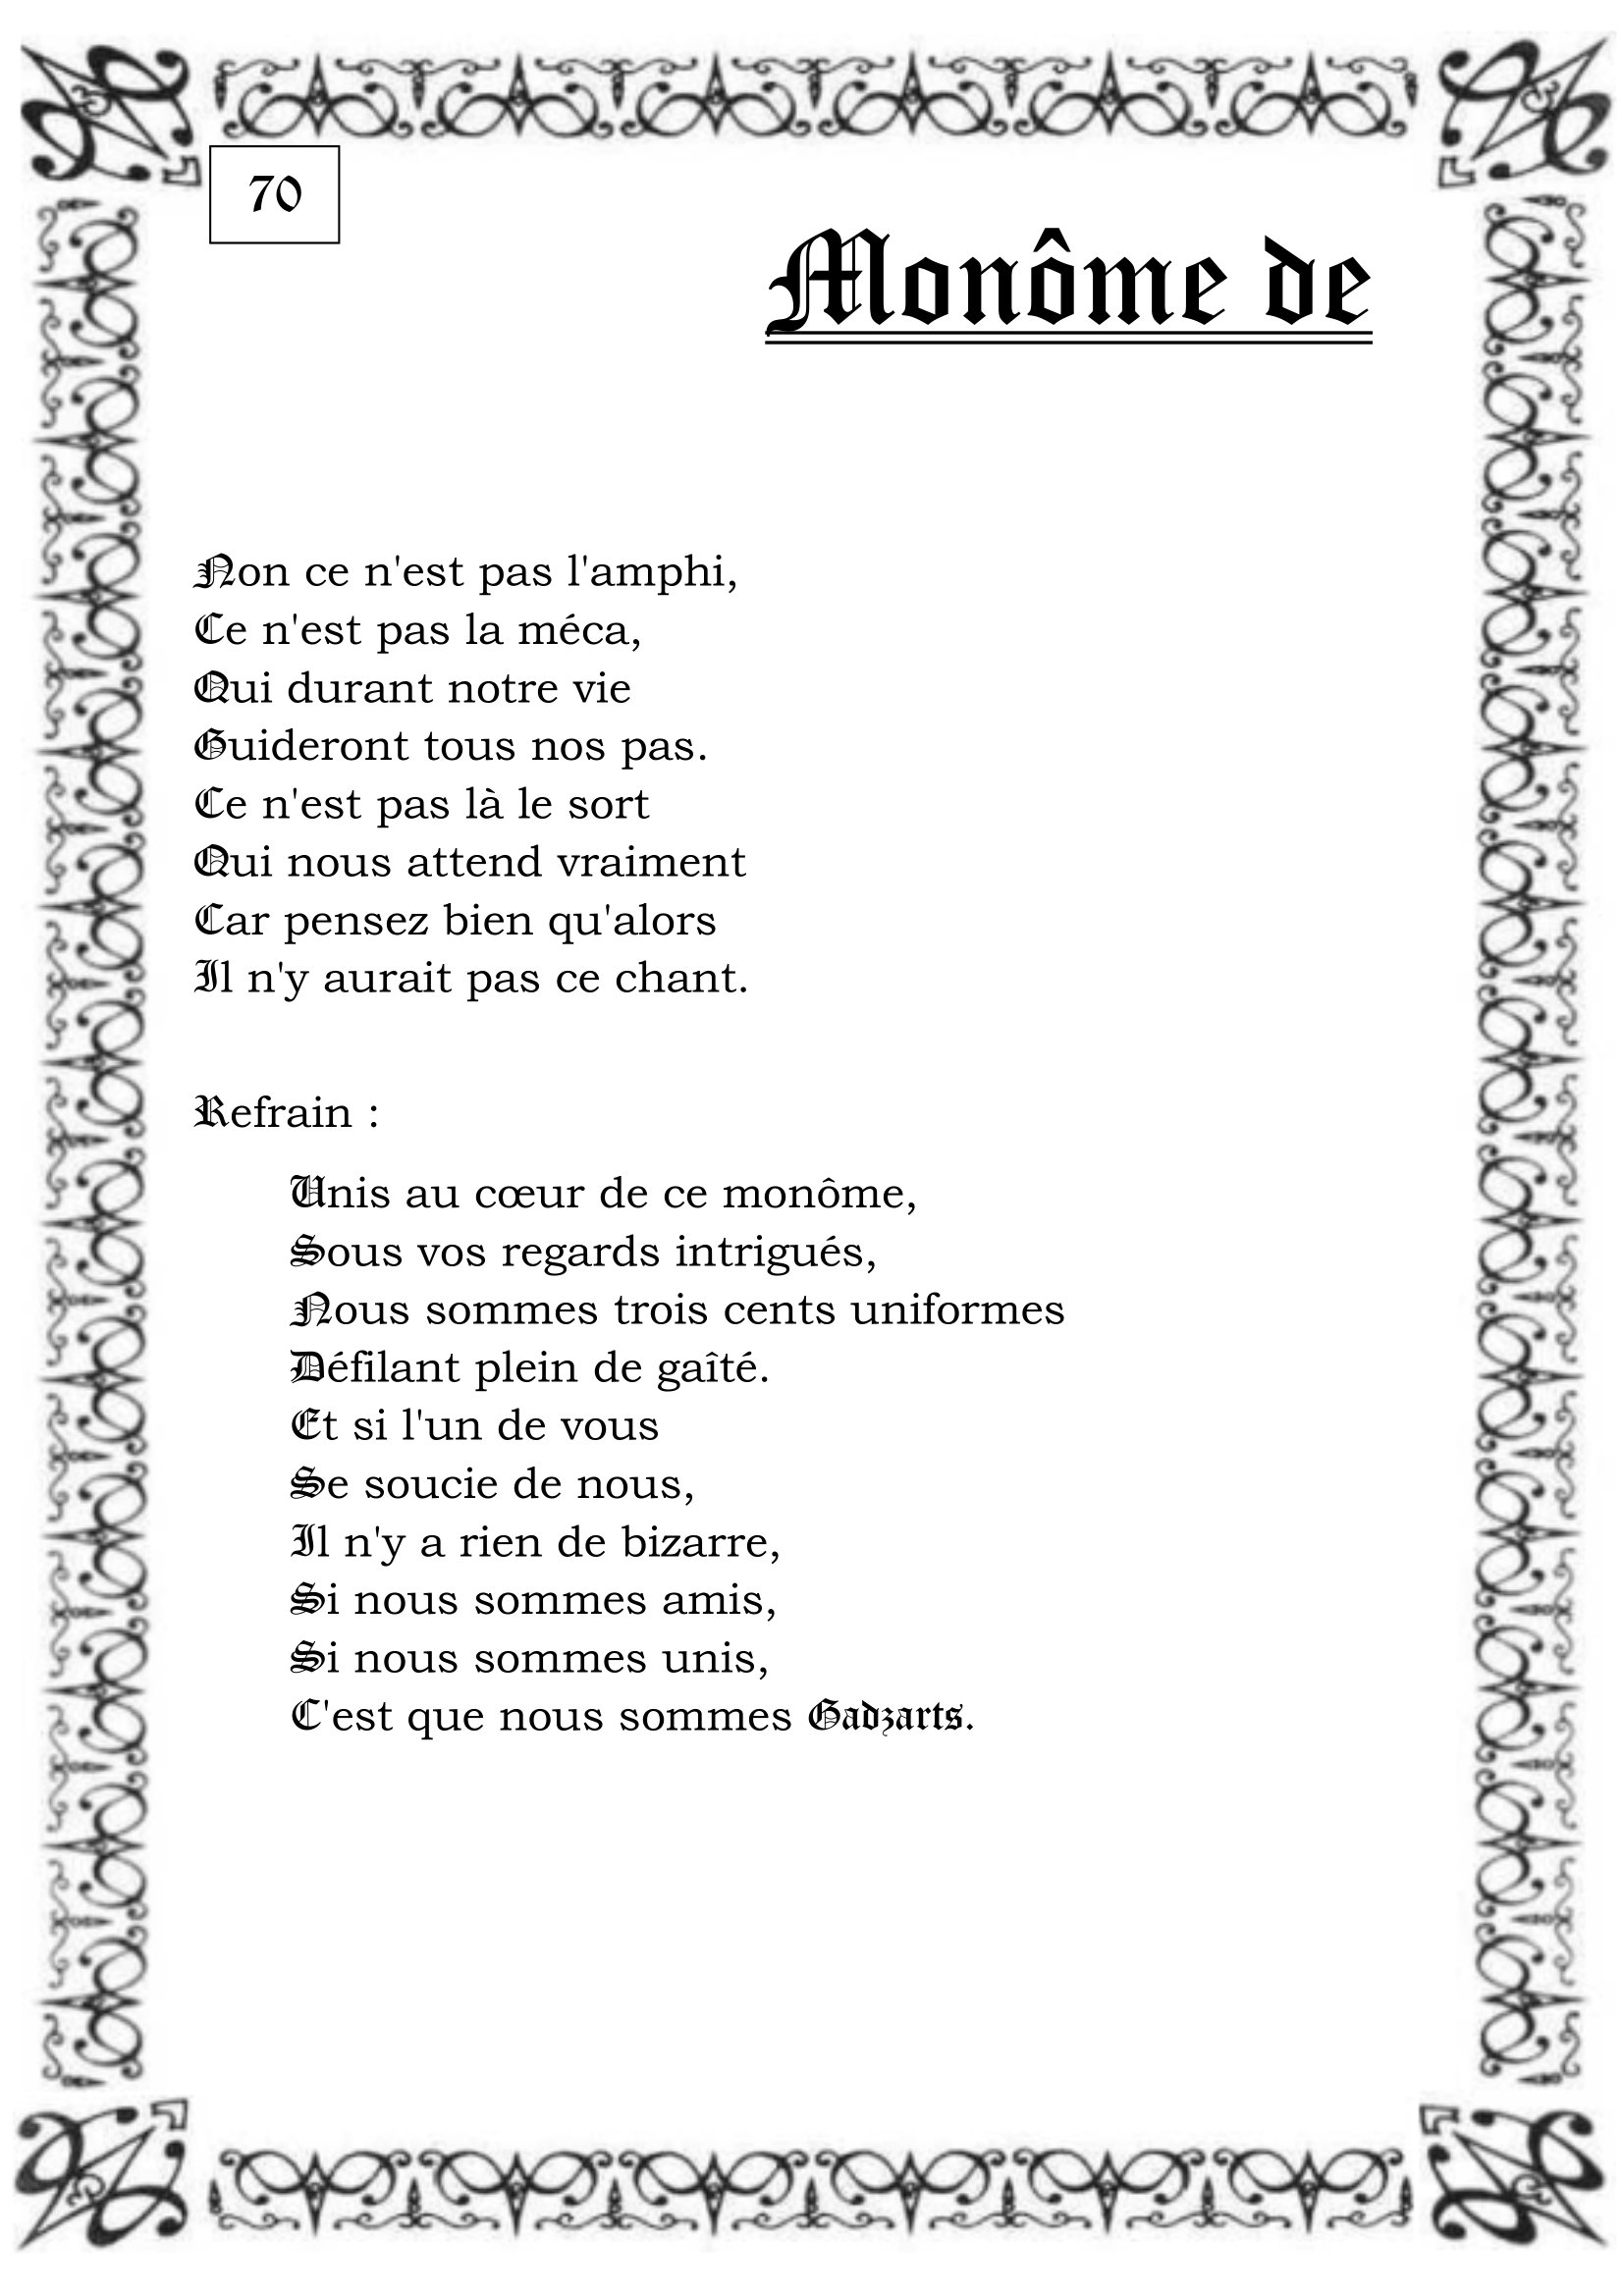 70
Monôme de
Non ce n'est pas l'amphi,
Ce n'est pas la méca,
Qui durant notre vie
Guideront tous nos pas.
Ce n'est pas là le sort
Qui nous attend vraiment
Car pensez bien qu'alors
Il n'y aurait pas ce chant.
Refrain :
Unis au cœur de ce monôme,
Sous vos regards intrigués,
Nous sommes trois cents uniformes
Défilant plein de gaîté.
Et si l'un de vous
Se soucie de nous,
Il n'y a rien de bizarre,
Si nous sommes amis,
Si nous sommes unis,
C'est que nous sommes Gadzarts.